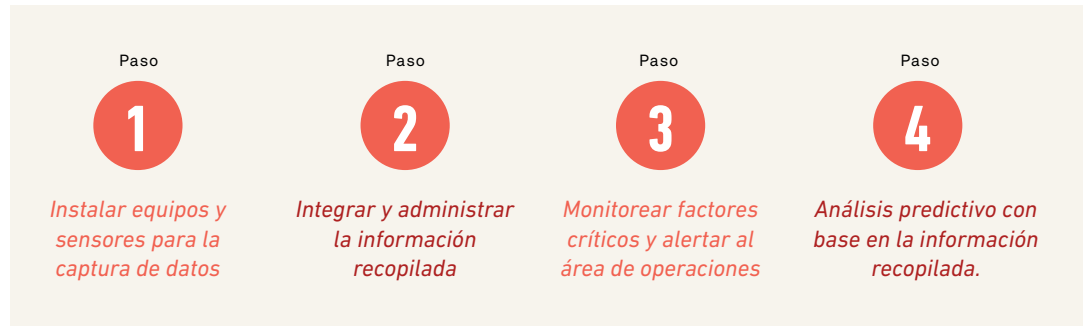 Paso
1
Instalar equipos y
sensores para la
captura de datos
Paso
2
Integrar y administrar
la información
recopilada
Paso
3
Monitorear factores
críticos y alertar al
área de operaciones
Paso
4
Análisis predictivo con
base en la información
recopilada.